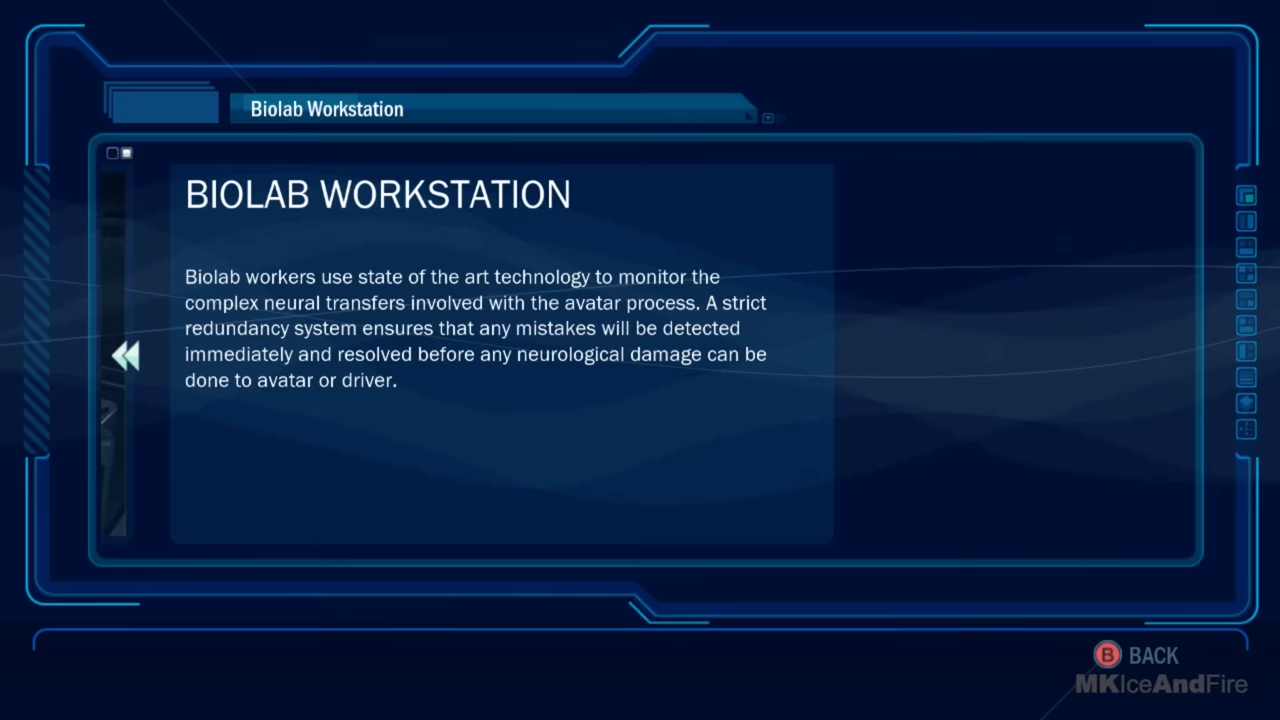 Biolab Workstation
BIOLAB WORKSTATION
Biolab workers use state of the art technology to monitor the
complex neural transfers involved with the avatar process. A strict
redundancy system ensures that any mistakes will be detected
immediately and resolved before any neurological damage can be
done to avatar or driver.
B BACK
MKIceAndFire